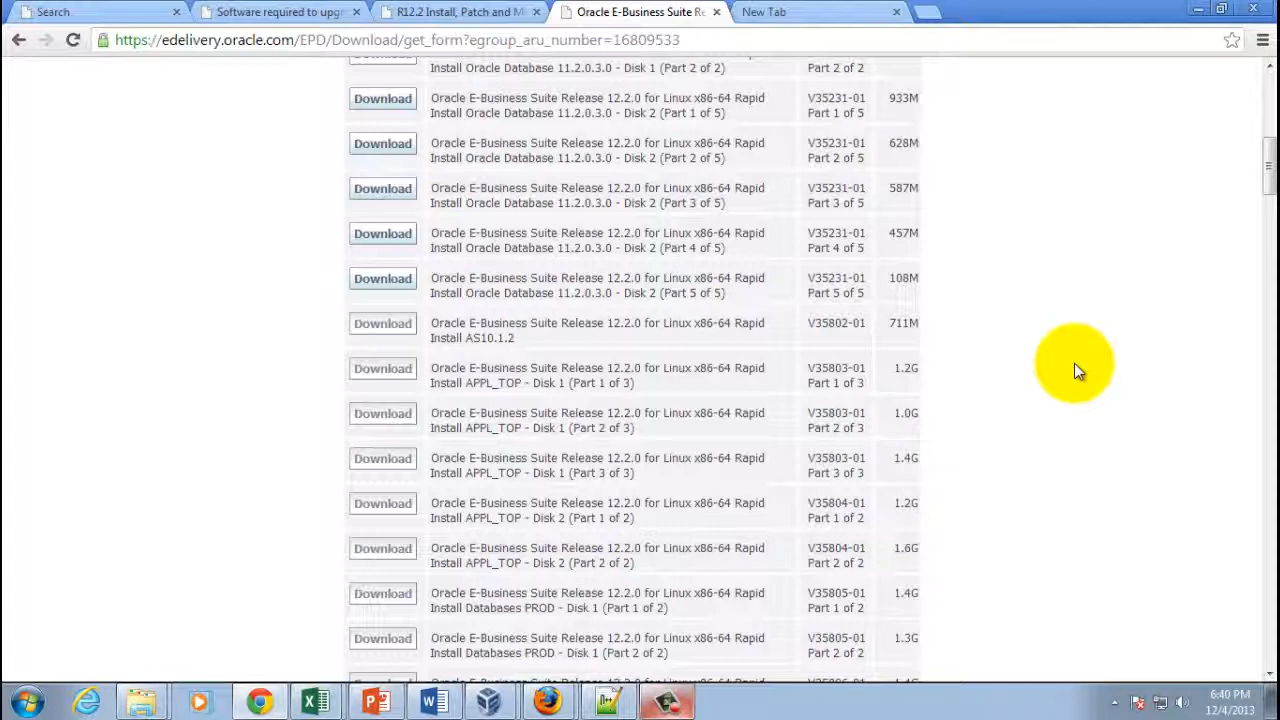 Search
Software required to upgr
R12.2 Install, Patch and M
Oracle E-Business Suite Re
New Tab
https://edelivery.oracle.com/EPD/Download/get_form?egroup_aru_number=16809533
Install Oracle Database 11.2.0.3.0 - Disk 1 (Part 2 of 2) Part 2 of 2
Download Oracle E-Business Suite Release 12.2.0 for Linux x86-64 Rapid V35231-01 933M
Install Oracle Database 11.2.0.3.0 - Disk 2 (Part 1 of 5) Part 1 of 5
Download Oracle E-Business Suite Release 12.2.0 for Linux x86-64 Rapid V35231-01 628M
Install Oracle Database 11.2.0.3.0 - Disk 2 (Part 2 of 5) Part 2 of 5
Download Oracle E-Business Suite Release 12.2.0 for Linux x86-64 Rapid V35231-01 587M
Install Oracle Database 11.2.0.3.0 - Disk 2 (Part 3 of 5) Part 3 of 5
Download Oracle E-Business Suite Release 12.2.0 for Linux x86-64 Rapid V35231-01 457M
Install Oracle Database 11.2.0.3.0 - Disk 2 (Part 4 of 5) Part 4 of 5
Download Oracle E-Business Suite Release 12.2.0 for Linux x86-64 Rapid V35231-01 108M
Install Oracle Database 11.2.0.3.0 - Disk 2 (Part 5 of 5) Part 5 of 5
Download Oracle E-Business Suite Release 12.2.0 for Linux x86-64 Rapid V35802-01 711M
Install AS10.1.2
Download Oracle E-Business Suite Release 12.2.0 for Linux x86-64 Rapid V35803-01 1.2G
Install APPL_TOP - Disk 1 (Part 1 of 3) Part 1 of 3
Download Oracle E-Business Suite Release 12.2.0 for Linux x86-64 Rapid V35803-01 1.0G
Install APPL_TOP - Disk 1 (Part 2 of 3) Part 2 of 3
Download Oracle E-Business Suite Release 12.2.0 for Linux x86-64 Rapid V35803-01 1.4G
Install APPL_TOP - Disk 1 (Part 3 of 3) Part 3 of 3
Download Oracle E-Business Suite Release 12.2.0 for Linux x86-64 Rapid V35804-01 1.2G
Install APPL_TOP - Disk 2 (Part 1 of 2) Part 1 of 2
Download Oracle E-Business Suite Release 12.2.0 for Linux x86-64 Rapid V35804-01 1.6G
Install APPL_TOP - Disk 2 (Part 2 of 2) Part 2 of 2
Download Oracle E-Business Suite Release 12.2.0 for Linux x86-64 Rapid V35805-01 1.4G
Install Databases PROD - Disk 1 (Part 1 of 2) Part 1 of 2
Download Oracle E-Business Suite Release 12.2.0 for Linux x86-64 Rapid V35805-01 1.3G
Install Databases PROD - Disk 1 (Part 2 of 2) Part 2 of 2
6:40 PM
12/4/2013